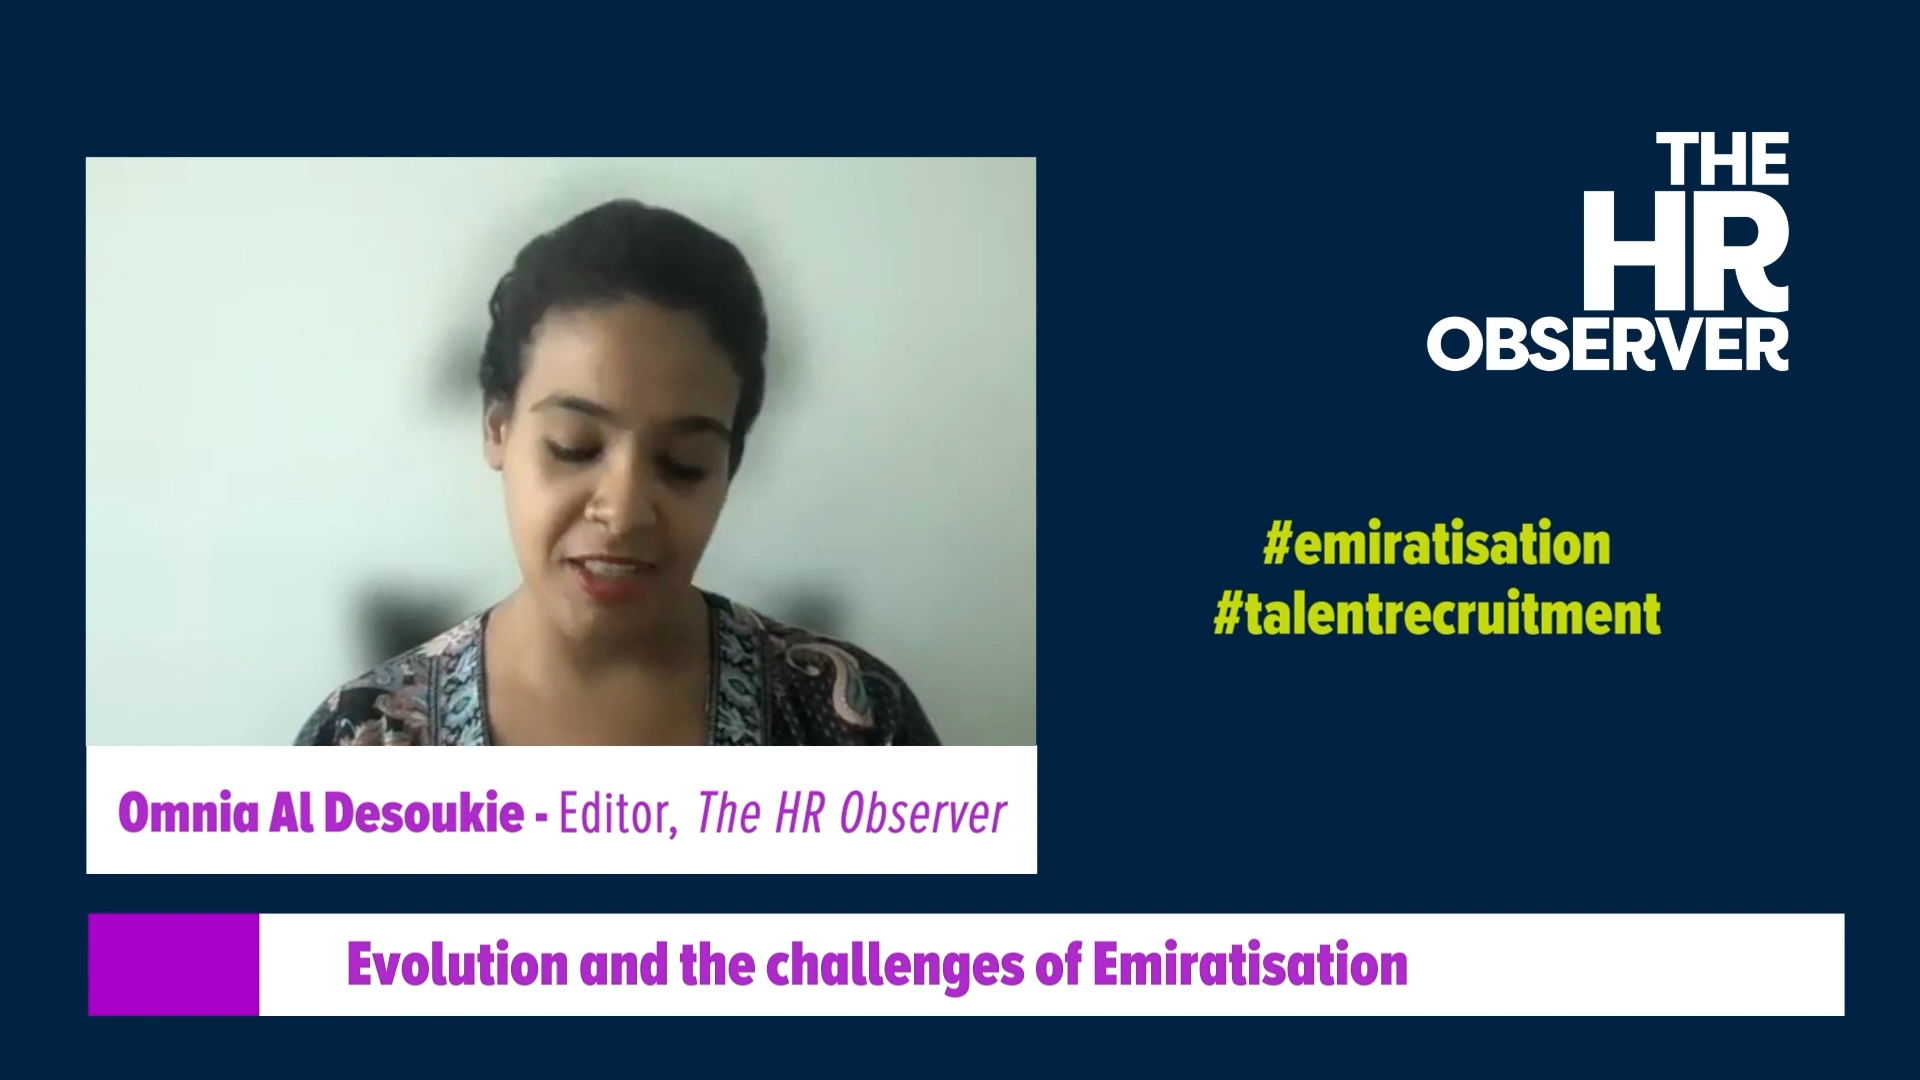 THE
HR
OBSERVER
#emiratisation
#talentrecruitment
Omnia Al Desoukie - Editor, The HR Observer
Evolution and the challenges of Emiratisation